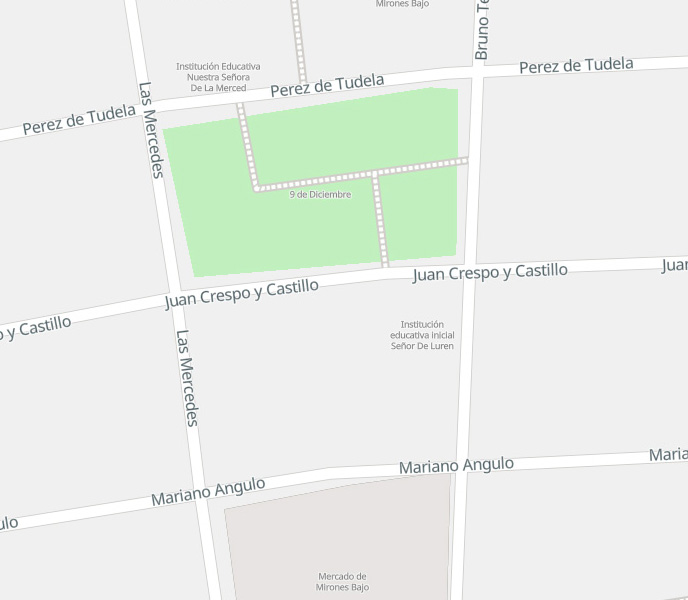 Mirones Bajo
Bruno Te
Institución Educativa
Nuestra Señora
De La Merced
Perez de Tudela
Perez de Tudela
Perez de Tudela
Las Mercedes
9 de Diciembre
Juan Crespo y Castillo
Juan Crespo y Castillo
Juan
o y Castillo
Institución
educativa inicial
Señor De Luren
Las Mercedes
Mariano Angulo
Mariano Angulo
Maria
ulo
Mercado de
Mirones Bajo